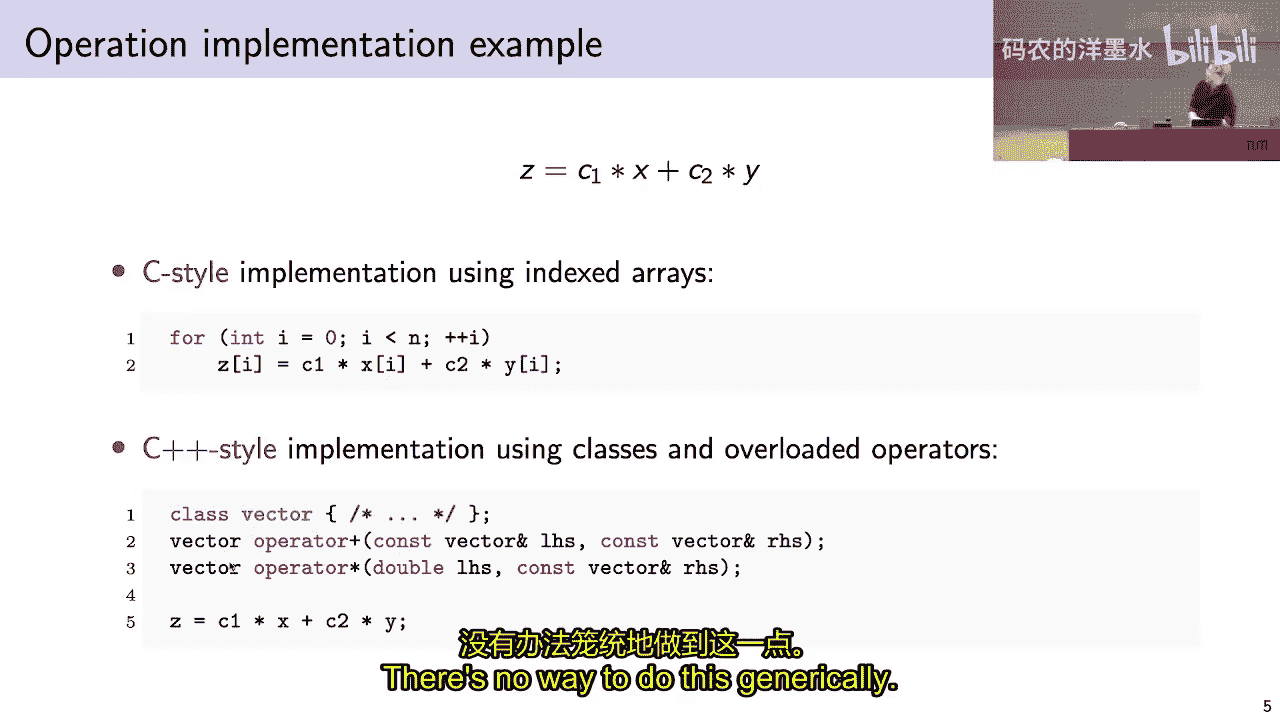 Operation implementation example
码农的洋墨水 bilibili
z = c₁ ∗ x + c₂ ∗ y
• C-style implementation using indexed arrays:
1 for (int i = 0; i < n; ++i)
2 z[i] = c1 * x[i] + c2 * y[i];
• C++-style implementation using classes and overloaded operators:
1 class vector { /* ... */ };
2 vector operator+(const vector& lhs, const vector& rhs);
3 vector operator*(double lhs, const vector& rhs);
4
5 z = c1 * x + c2 * y;
没有办法笼统地做到这一点。
There's no way to do this generically.
5